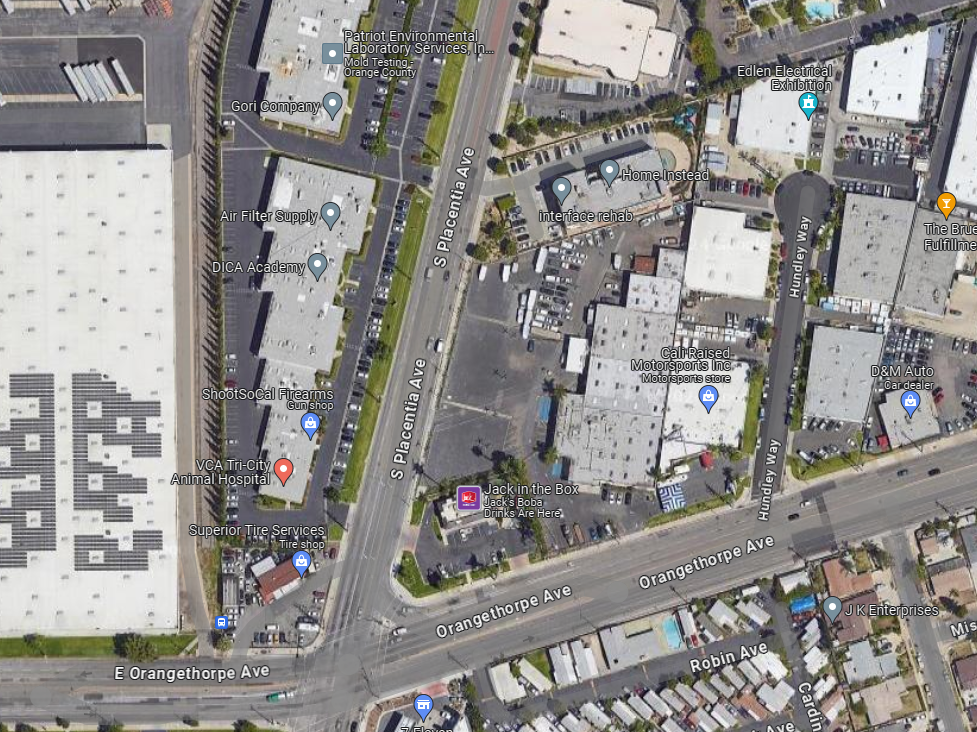 Patriot Environmental
Laboratory Services, In...
Mold Testing -
Orange County
Edlen Electrical
Exhibition
Gori Company
Home Instead
Air Filter Supply
interface rehab
S Placentia Ave
Hundley Way
The Brue
Fulfillme
DICA Academy
Cali Raised
Motorsports Inc
Motorsports store
D&M Auto
Car dealer
ShootSoCal Firearms
Gun shop
S Placentia Ave
VCA Tri-City
Animal Hospital
Jack in the Box
Jack's Boba
Drinks Are Here
Hundley Way
Superior Tire Services
Tire shop
Orangethorpe Ave
Orangethorpe Ave
J K Enterprises
Mis
Robin Ave
E Orangethorpe Ave
Cardin
7-Eleven
Ave